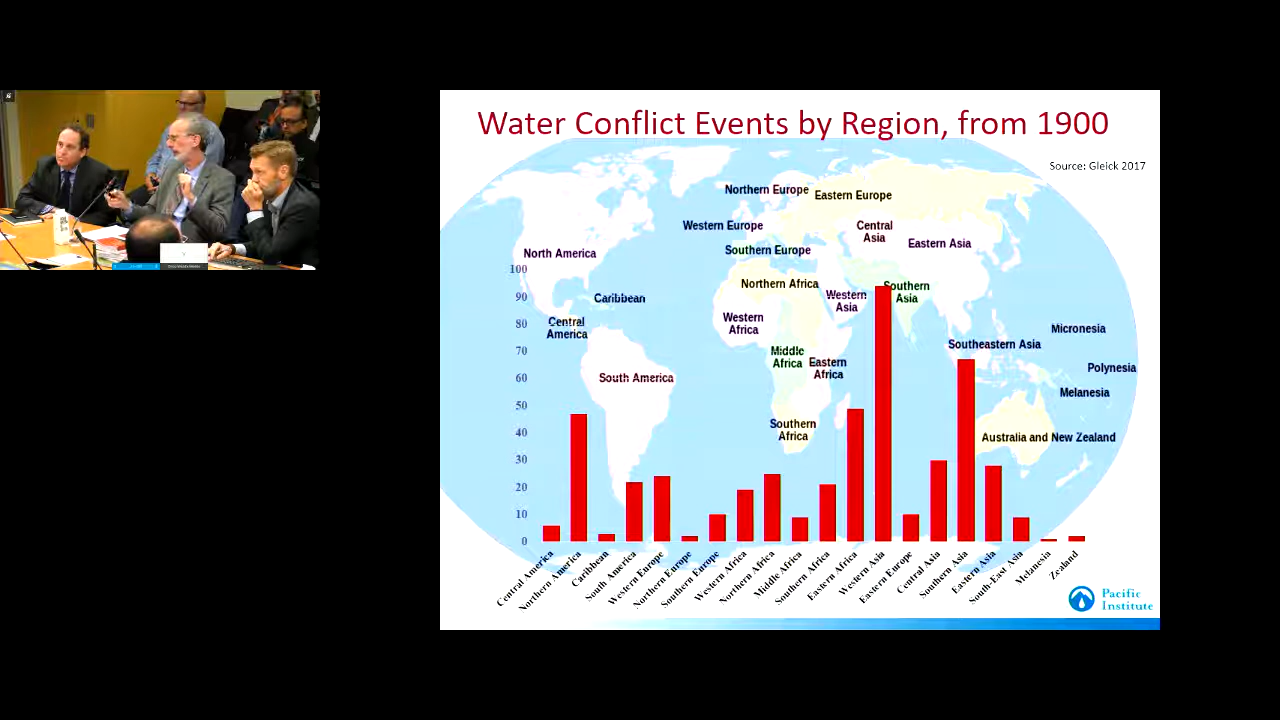 Water Conflict Events by Region, from 1900
Source: Gleick 2017
Northern Europe
Eastern Europe
Western Europe
Central
Asia
Eastern Asia
Southern Europe
North America
Northern Africa
Western
Asia
Southern
Asia
Caribbean
Central
America
Western
Africa
Micronesia
Southeastern Asia
Middle
Africa
Eastern
Africa
Polynesia
South America
Melanesia
Southern
Africa
Australia and New Zealand
100
90
80
70
60
50
40
30
20
10
0
Central America
Northern America
Caribbean
South America
Western Europe
Northern Europe
Southern Europe
Western Africa
Northern Africa
Middle Africa
Southern Africa
Eastern Africa
Western Asia
Eastern Europe
Central Asia
Southern Asia
Eastern Asia
South-East Asia
Melanesia
Zealand
Pacific
Institute